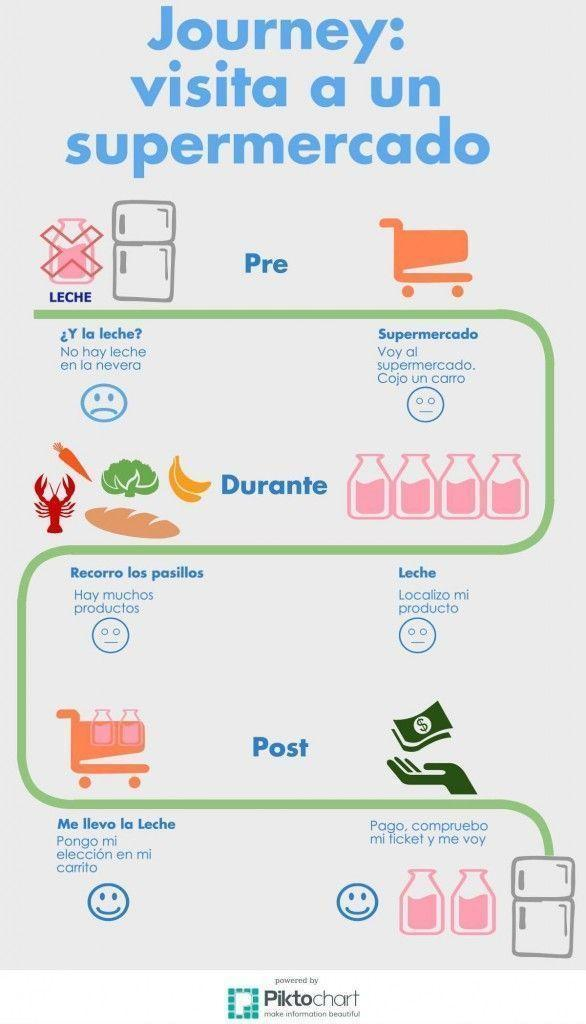 Journey:
visita a un
supermercado
Pre
LECHE
¿Y la leche?
No hay leche
en la nevera
Supermercado
Voy al
supermercado.
Cojo un carro
Durante
Recorro los pasillos
Hay muchos
productos
Leche
Localizo mi
producto
$
Post
Me llevo la Leche
Pongo mi
elección en mi
carrito
Pago, compruebo
mi ticket y me voy
powered by
Piktochart
make information beautiful